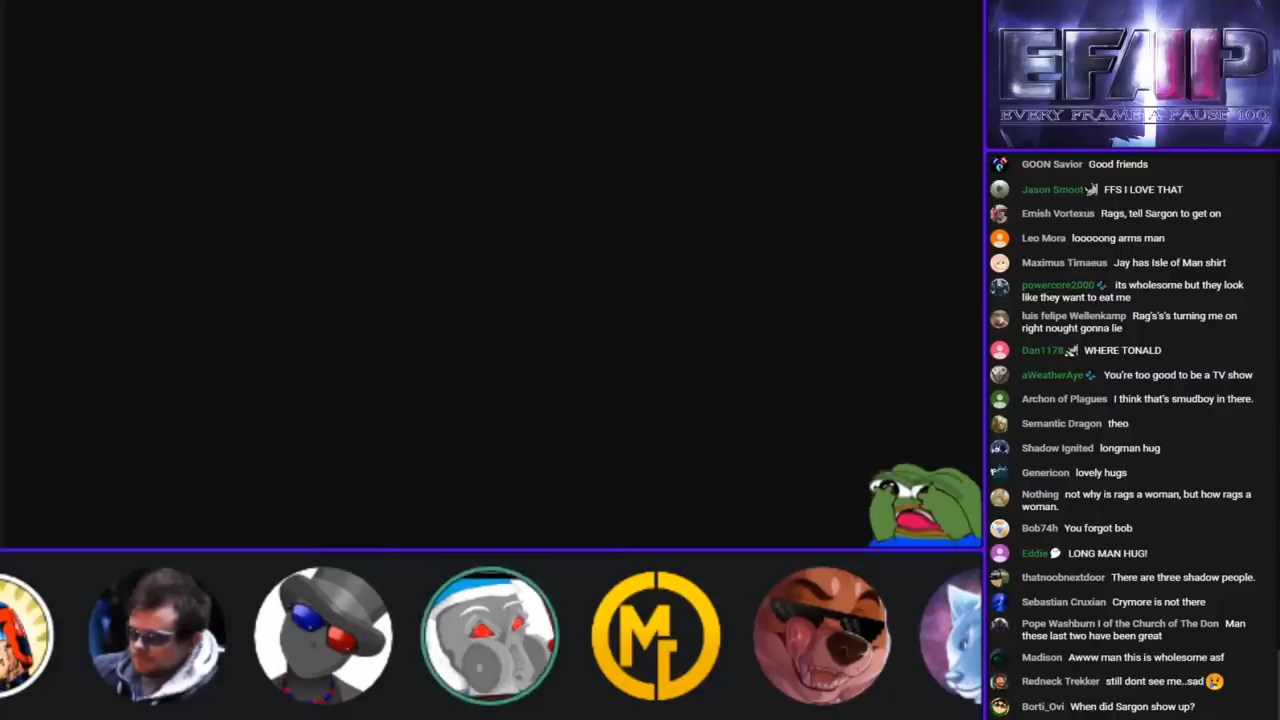 EFAP
EVERY FRAME A PAUSE 100
GOON Savior Good friends
Jason Smoot FFS I LOVE THAT
Emish Vortexus Rags, tell Sargon to get on
Leo Mora looooong arms man
Maximus Timaeus Jay has Isle of Man shirt
powercore2000 its wholesome but they look
like they want to eat me
luis felipe Wellenkamp Rag's's's turning me on
right nought gonna lie
Dan1178 WHERE TONALD
aWeatherAye You're too good to be a TV show
Archon of Plagues I think that's smudboy in there.
Semantic Dragon theo
Shadow Ignited longman hug
Genericon lovely hugs
Nothing not why is rags a woman, but how rags a
woman.
Bob74h You forgot bob
Eddie LONG MAN HUG!
thatnoobnextdoor There are three shadow people.
Sebastian Cruxian Crymore is not there
Pope Washburn I of the Church of The Don Man
these last two have been great
Madison Awww man this is wholesome asf
Redneck Trekker still dont see me..sad😢
Borti_Ovi When did Sargon show up?